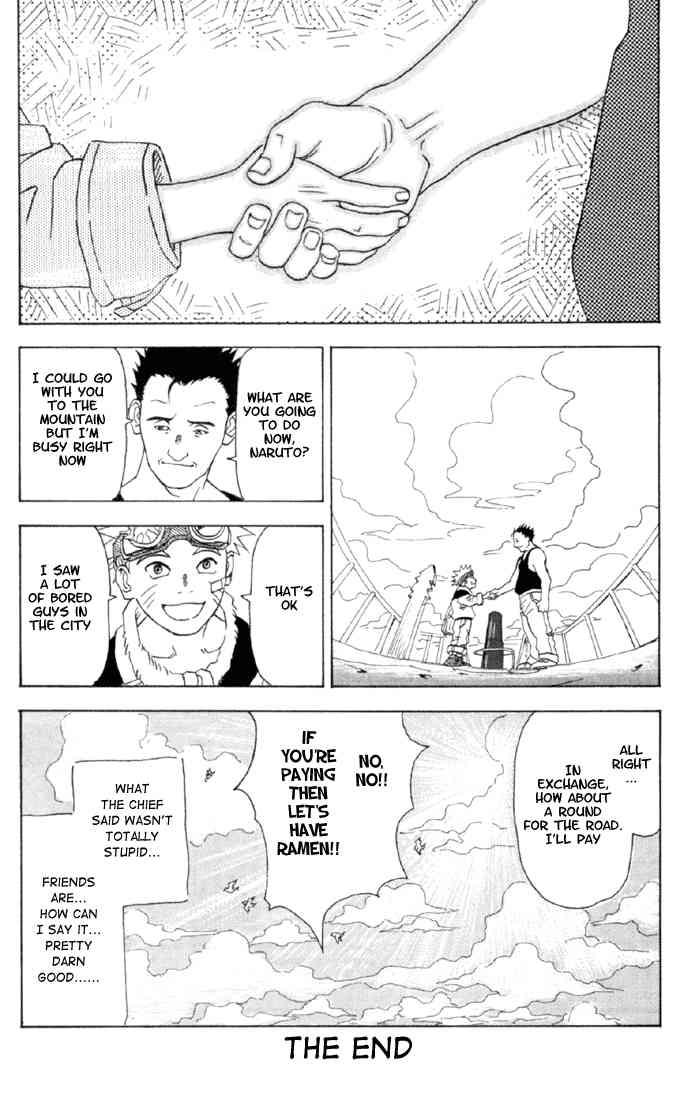 WHAT ARE
YOU GOING
TO DO
NOW,
NARUTO?
I COULD GO
WITH YOU
TO THE
MOUNTAIN
BUT I'M
BUSY RIGHT
NOW
THAT'S
OK
I SAW
A LOT
OF BORED
GUYS IN
THE CITY
ALL
RIGHT
...
IN
EXCHANGE,
HOW ABOUT
A ROUND
FOR THE ROAD.
I'LL PAY
NO,
NO!!
IF
YOU'RE
PAYING
THEN
LET'S
HAVE
RAMEN!!
WHAT
THE CHIEF
SAID WASN'T
TOTALLY
STUPID...
FRIENDS
ARE...
HOW CAN
I SAY IT...
PRETTY
DARN
GOOD......
THE END